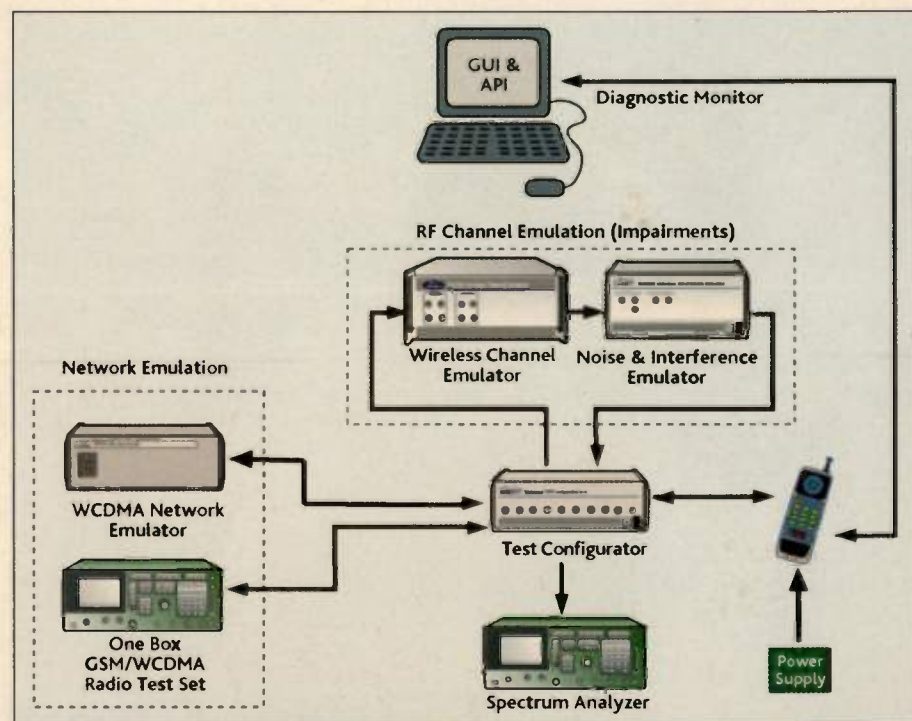 GUI &
API
Diagnostic Monitor
RF Channel Emulation (Impairments)
Wireless Channel
Emulator
Noise & Interference
Emulator
Network Emulation
WCDMA Network
Emulator
Test Configurator
One Box
GSM/WCDMA
Radio Test Set
Spectrum Analyzer
Power
Supply